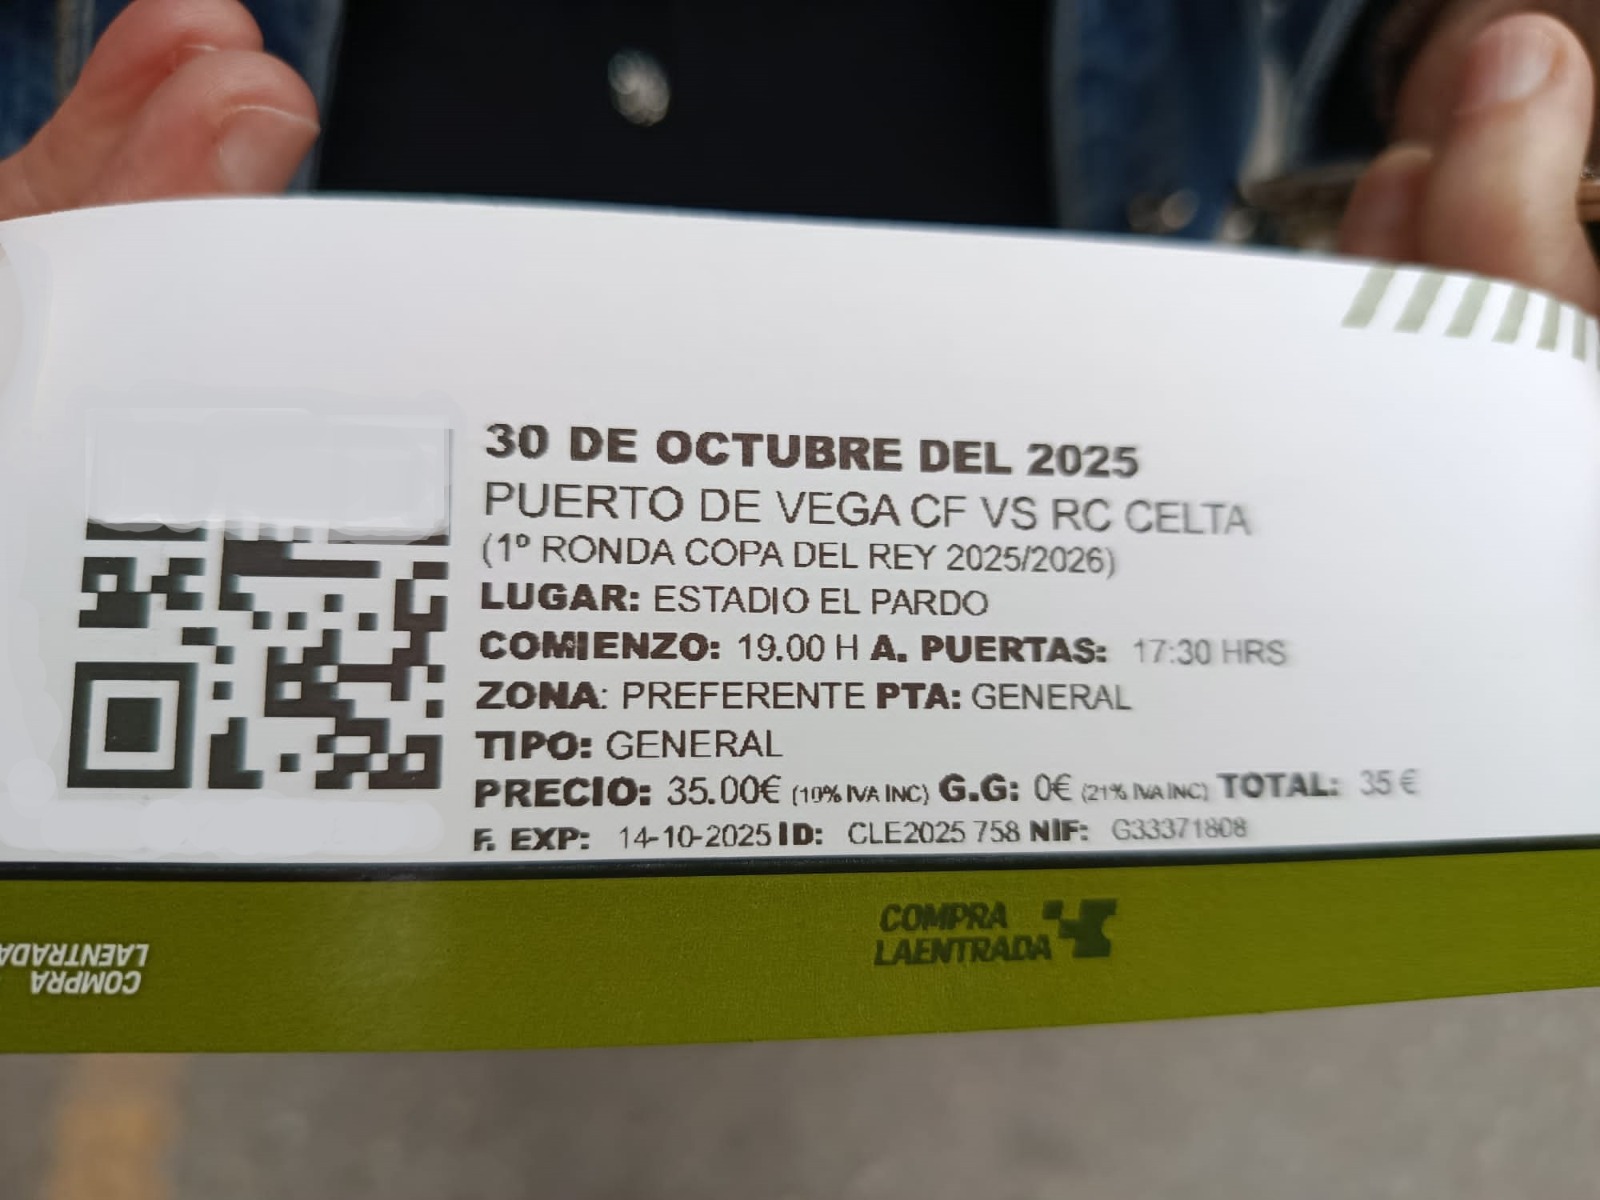 30 DE OCTUBRE DEL 2025
PUERTO DE VEGA CF VS RC CELTA
(1º RONDA COPA DEL REY 2025/2026)
LUGAR: ESTADIO EL PARDO
COMIENZO: 19.00 H A. PUERTAS: 17:30 HRS
ZONA: PREFERENTE PTA: GENERAL
TIPO: GENERAL
PRECIO: 35.00€ (10% IVA INC) G.G: 0€ (21% IVA INC) TOTAL: 35 €
F. EXP: 14-10-2025 ID: CLE2025 758 NIF: G33371808
COMPRA
LAENTRADA
COMPRA
LAENTRADA